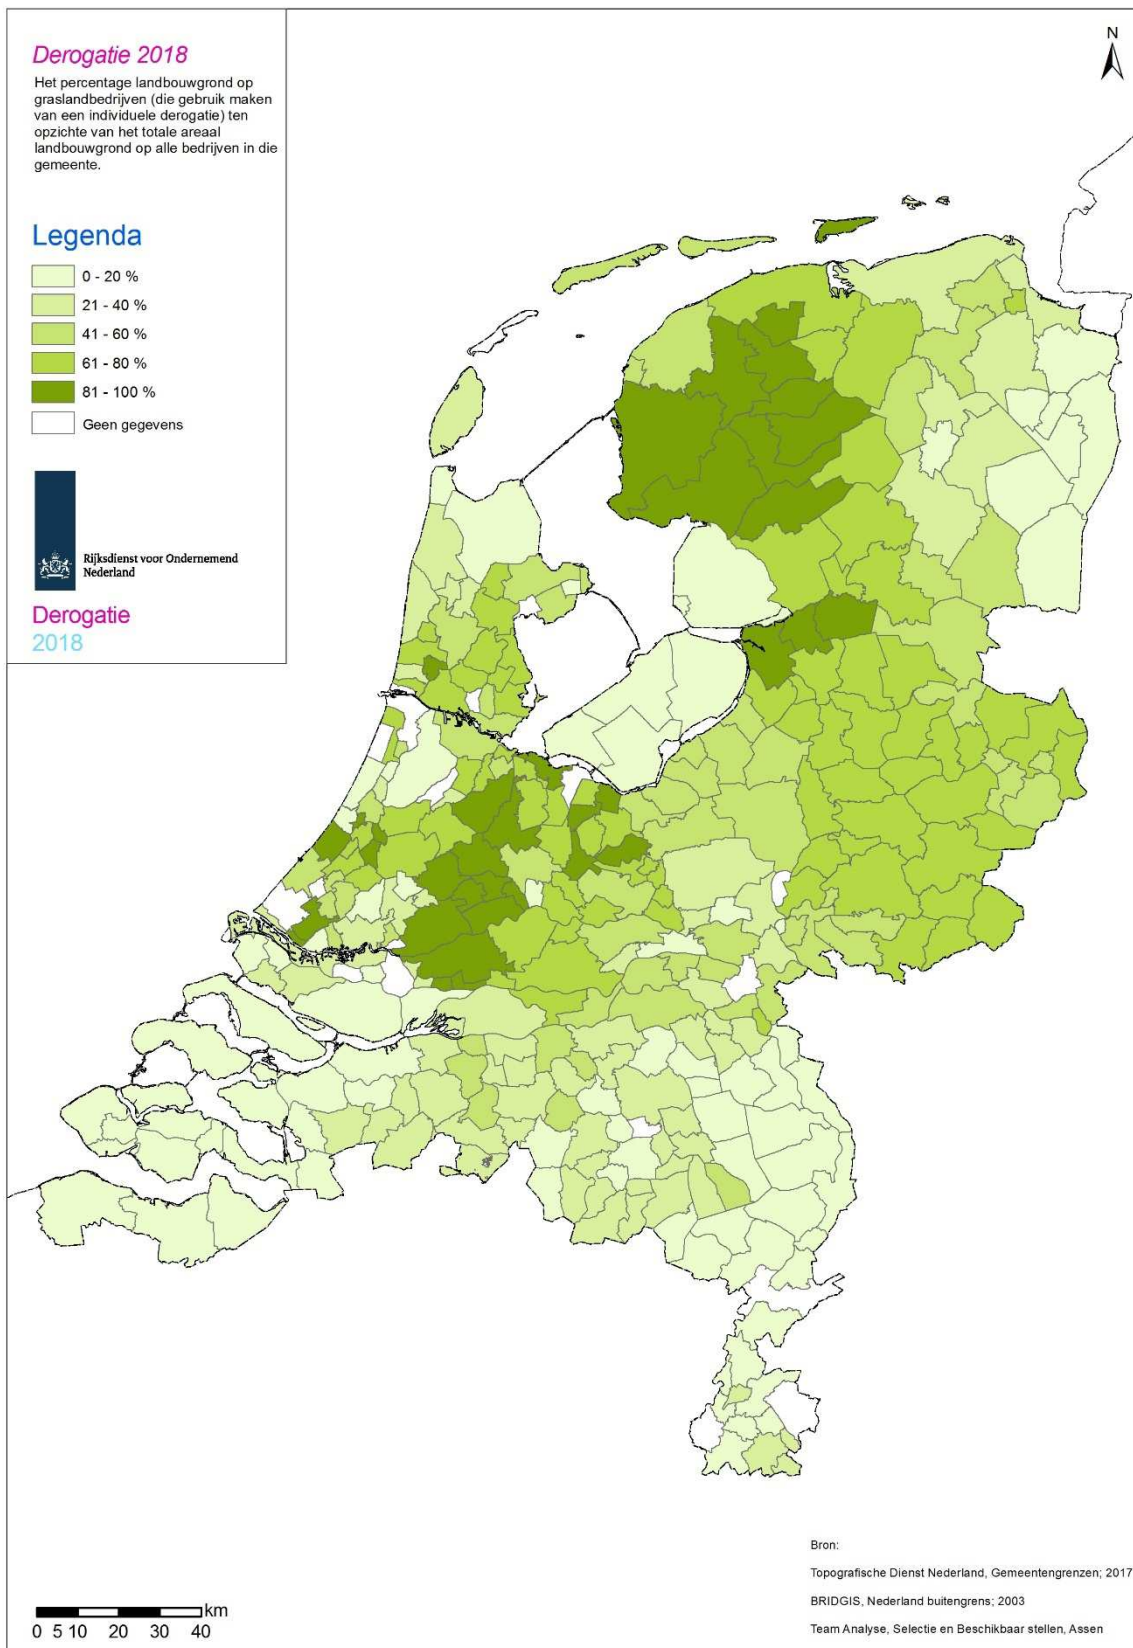 Derogatie 2018
Het percentage landbouwgrond op
graslandbedrijven (die gebruik maken
van een individuele derogatie) ten
opzichte van het totale areaal
landbouwgrond op alle bedrijven in die
gemeente.
N
Legenda
0 - 20 %
21 - 40 %
41 - 60 %
61 - 80 %
81 - 100 %
Geen gegevens
Rijksdienst voor Ondernemend
Nederland
Derogatie
2018
km
0 5 10 20 30 40
Bron:
Topografische Dienst Nederland, Gemeentengrenzen; 2017
BRIDGIS, Nederland buitengrens; 2003
Team Analyse, Selectie en Beschikbaar stellen, Assen